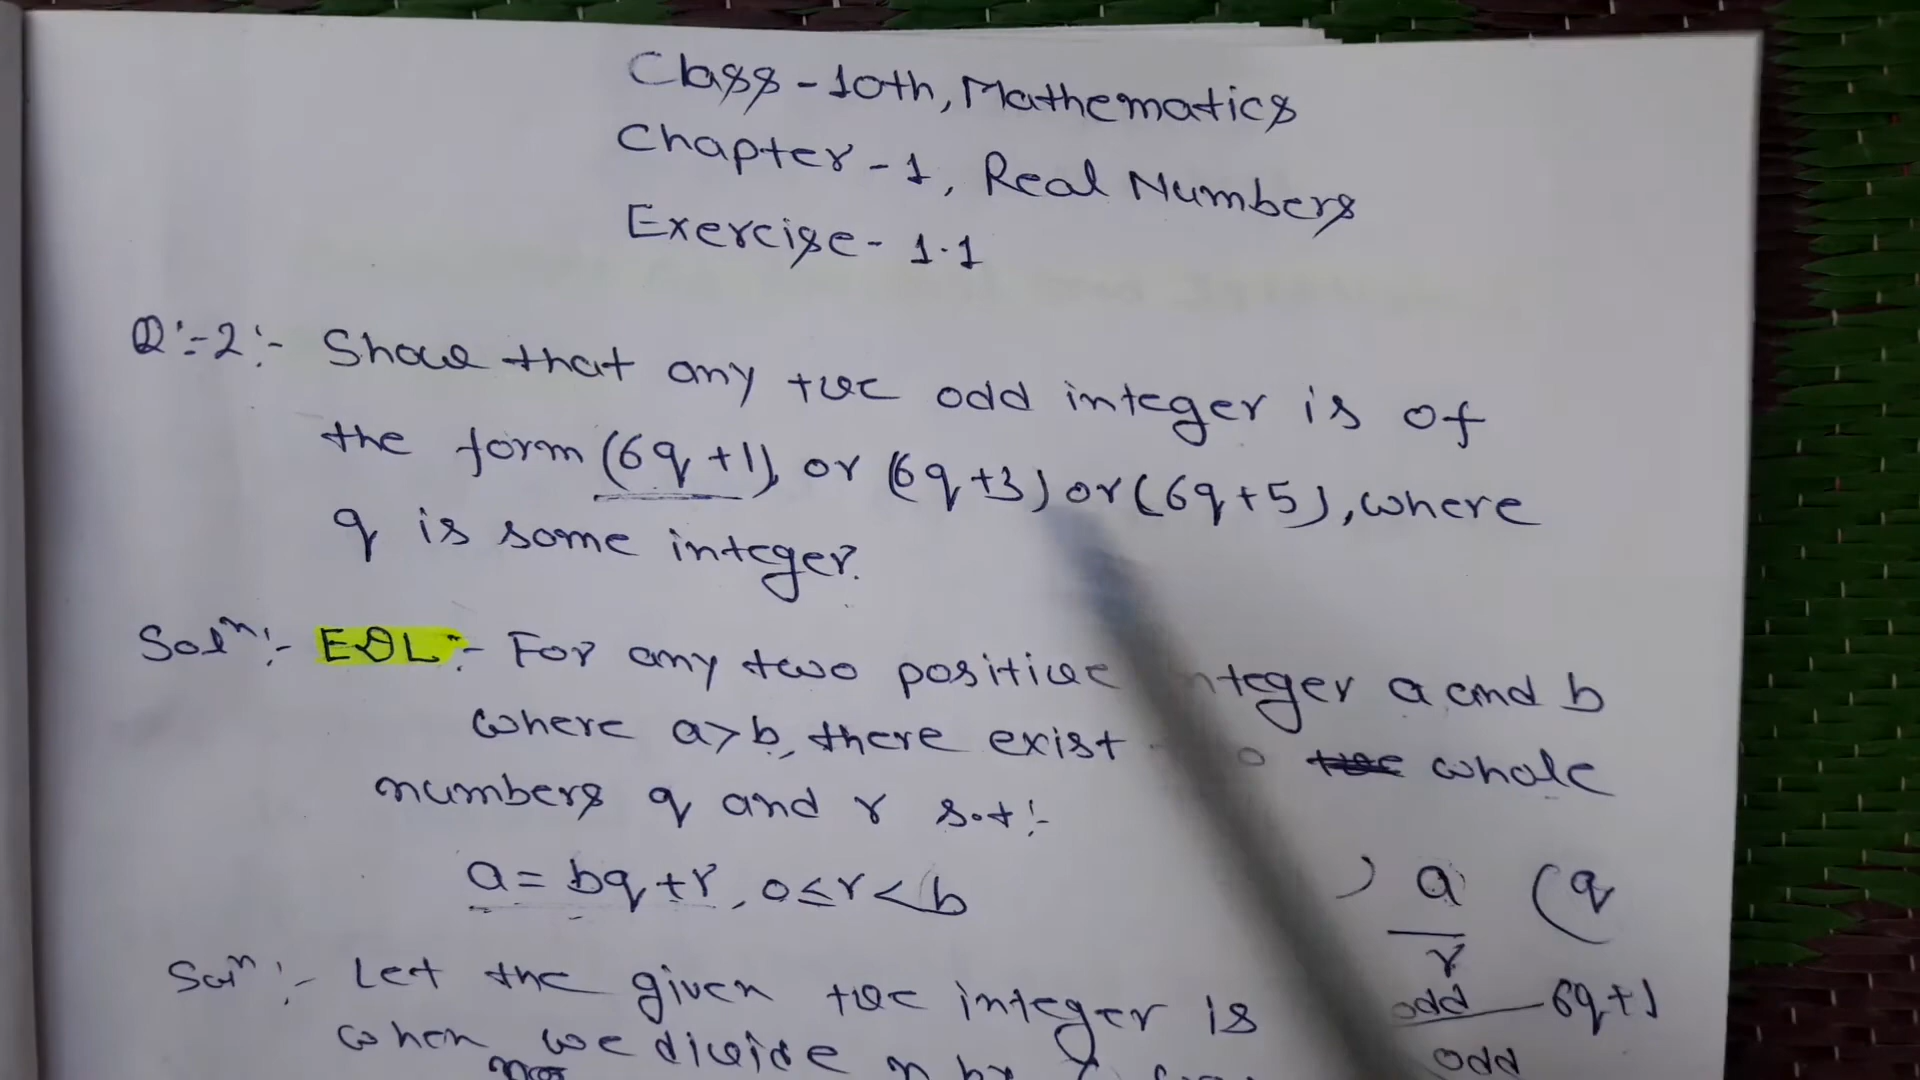 Class - 10th, Mathematics
Chapter - 1, Real Numbers
Exercise - 1.1
Q:-2:- Show that any +ve odd integer is of
the form (6q+1), or (6q+3) or (6q+5), where
q is some integer.
Solⁿ:- EDL:- For any two positive nteger a and b
where a>b, there exist o whole
numbers q and r s.t:-
a = bq+r, 0≤r<b
) a (q
r
Solⁿ:- Let the given +ve integer is
odd — 6q+1
when we divide n by
odd